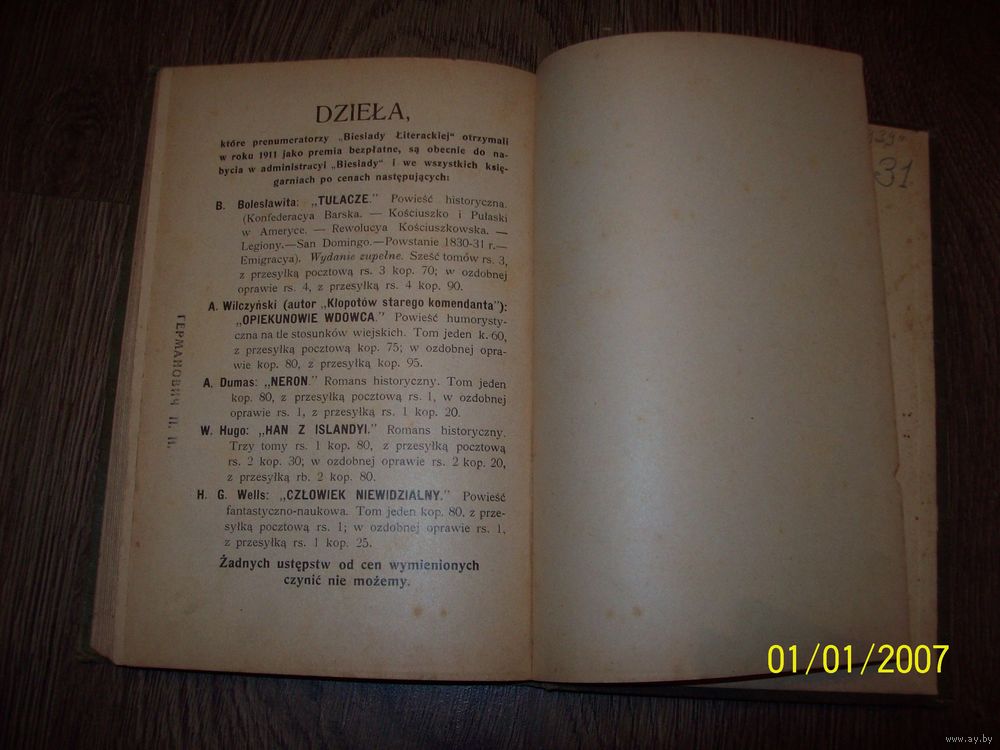 DZIEŁA,
które prenumeratorzy „Biesiady Literackiej" otrzymali
w roku 1911 jako premia bezpłatne, są obecnie do na-
bycia w administracyi „Biesiady" i we wszystkich księ-
garniach po cenach następujących:
B. Bolesławita: „TUŁACZE." Powieść historyczna.
(Konfederacya Barska. — Kościuszko i Pułaski
w Ameryce. — Rewolucya Kościuszkowska. —
Legiony.—San Domingo.—Powstanie 1830-31 r.—
Emigracya). Wydanie zupełne. Sześć tomów rs. 3,
z przesyłką pocztową rs. 3 kop. 70; w ozdobnej
oprawie rs. 4, z przesyłką rs. 4 kop. 90.
A. Wilczyński (autor „Kłopotów starego komendanta"):
„OPIEKUNOWIE WDOWCA." Powieść humorysty-
czna na tle stosunków wiejskich. Tom jeden k. 60,
z przesyłką pocztową kop. 75; w ozdobnej opra-
wie kop. 80, z przesyłką kop. 95.
A. Dumas: „NERON." Romans historyczny. Tom jeden
kop. 80, z przesyłką pocztową rs. 1, w ozdobnej
oprawie rs. 1, z przesyłką rs. 1 kop. 20.
W. Hugo: „HAN Z ISLANDYI." Romans historyczny.
Trzy tomy rs. 1 kop. 80, z przesyłką pocztową
rs. 2 kop. 30; w ozdobnej oprawie rs. 2 kop. 20,
z przesyłką rb. 2 kop. 80.
H. G. Wells: „CZŁOWIEK NIEWIDZIALNY." Powieść
fantastyczno-naukowa. Tom jeden kop. 80, z prze-
syłką pocztową rs. 1; w ozdobnej oprawie rs. 1,
z przesyłką rs. 1 kop. 25.
Żadnych ustępstw od cen wymienionych
czynić nie możemy.
ГЕРМАНОВИЧ П. П.
31
01/01/2007
www.ay.by